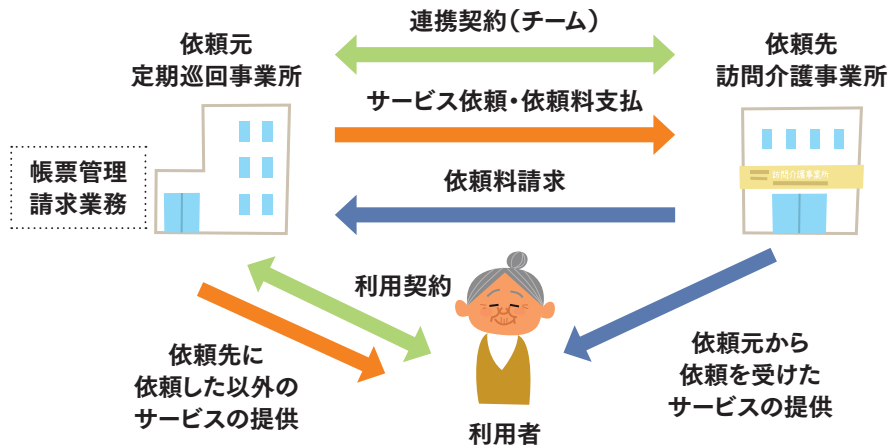 連携契約（チーム）
依頼元
定期巡回事業所
依頼先
訪問介護事業所
サービス依頼・依頼料支払
帳票管理
請求業務
訪問介護事業所
依頼料請求
利用契約
依頼先に
依頼した以外の
サービスの提供
依頼元から
依頼を受けた
サービスの提供
利用者